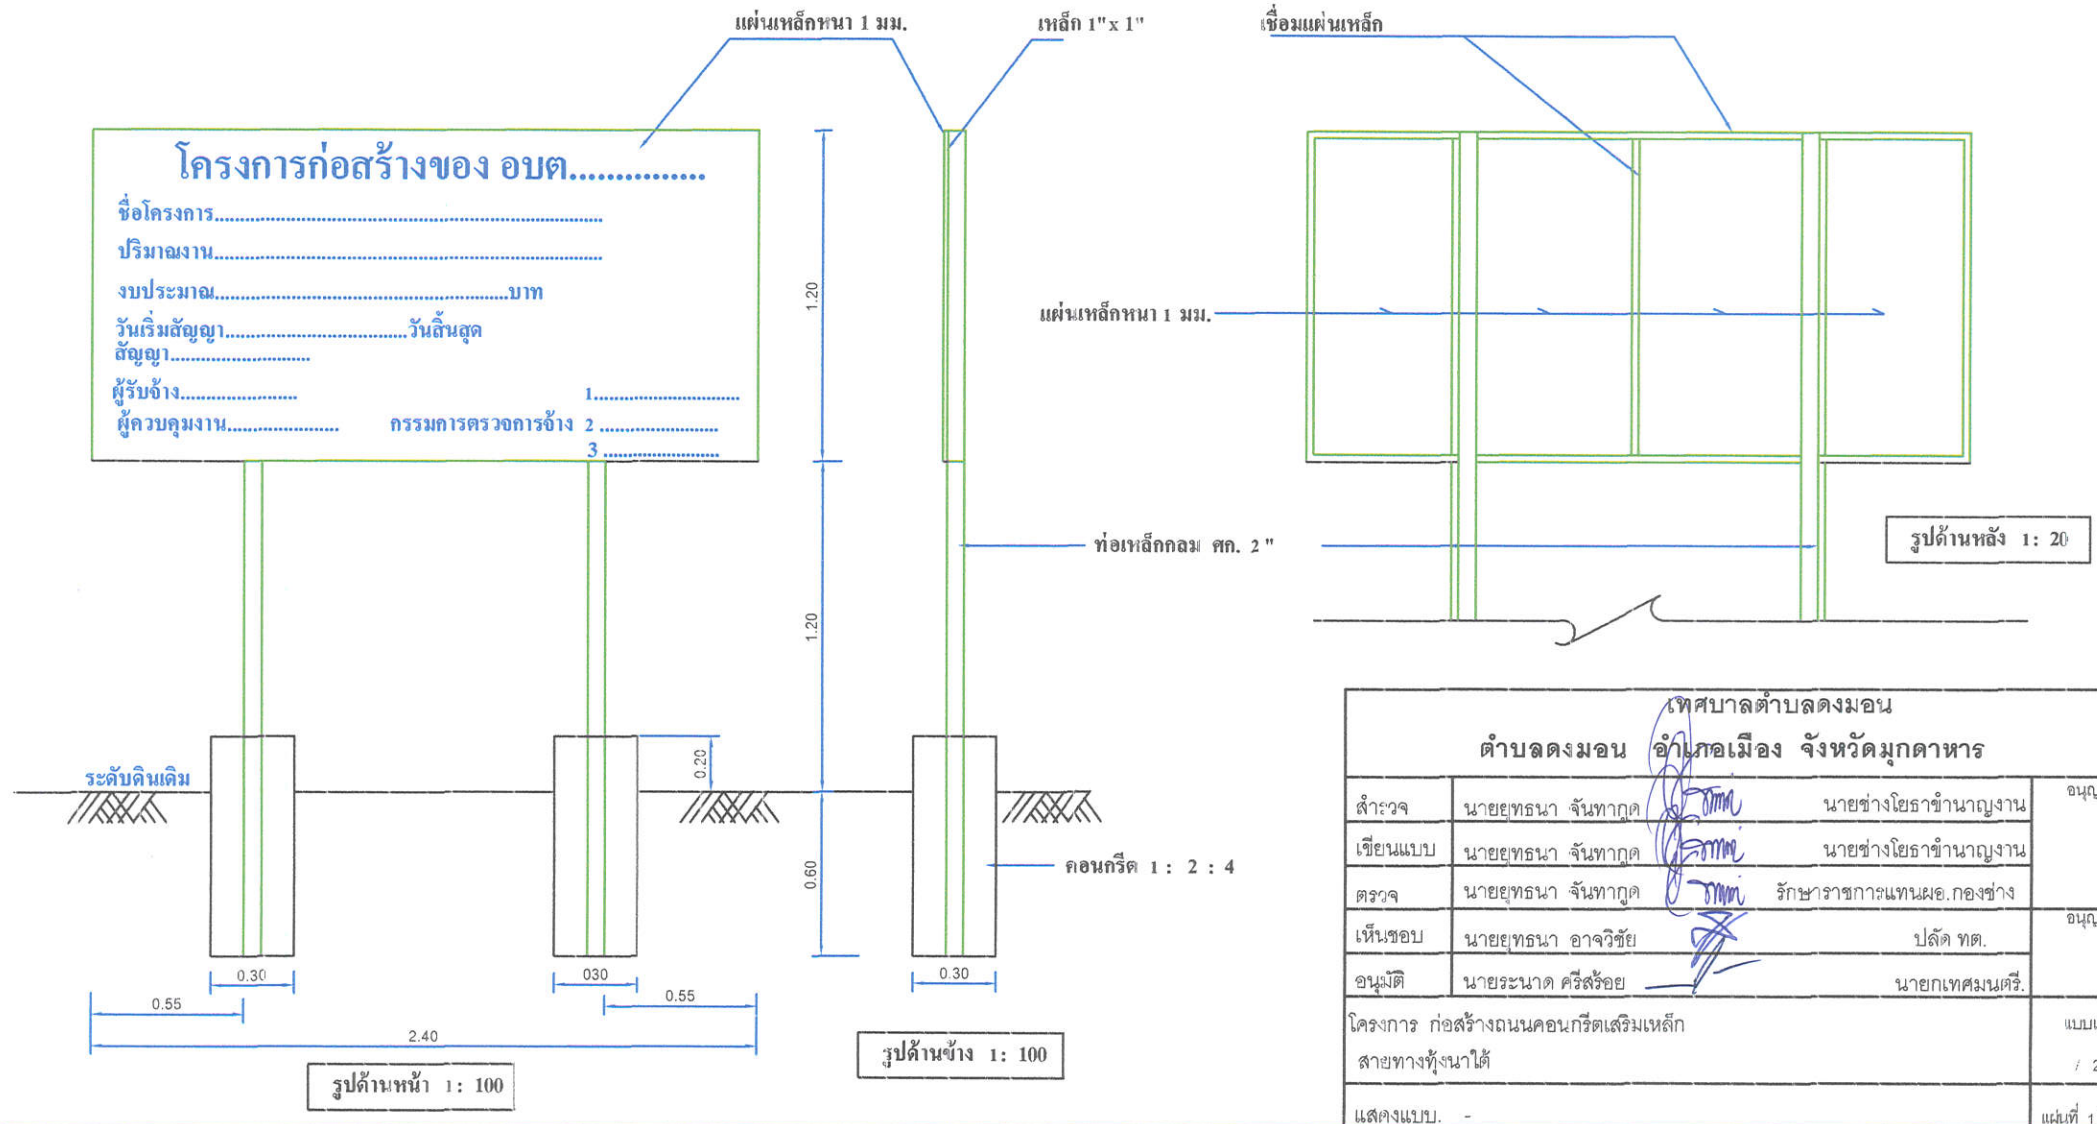 แผ่นเหล็กหนา 1 มม.
เหล็ก 1" x 1"
เชื่อมแผ่นเหล็ก
โครงการก่อสร้างของ อบต...............
ชื่อโครงการ................................................................
ปริมาณงาน................................................................
งบประมาณ................................................บาท
วันเริ่มสัญญา..............................วันสิ้นสุด
สัญญา.......................
ผู้รับจ้าง...................
ผู้ควบคุมงาน...................
กรรมการตรวจการจ้าง
1........................
2 ....................
3 ....................
1.20
1.20
0.60
0.20
แผ่นเหล็กหนา 1 มม.
ท่อเหล็กกลม ศก. 2 "
รูปด้านหลัง 1: 20
ระดับดินเดิม
คอนกรีต 1 : 2 : 4
0.30
030
0.30
0.55
0.55
2.40
รูปด้านหน้า 1: 100
รูปด้านข้าง 1: 100
เทศบาลตำบลดงมอน
ตำบลดงมอน อำเภอเมือง จังหวัดมุกดาหาร
สำรวจ นายยุทธนา จันทากูด นายช่างโยธาชำนาญงาน
เขียนแบบ นายยุทธนา จันทากูด นายช่างโยธาชำนาญงาน
ตรวจ นายยุทธนา จันทากูด รักษาราชการแทนผอ.กองช่าง
เห็นชอบ นายยุทธนา อาจวิชัย ปลัด ทต.
อนุมัติ นายระนาด ศรีสร้อย นายกเทศมนตรี.
โครงการ ก่อสร้างถนนคอนกรีตเสริมเหล็ก
สายทางทุ้งนาใต้
/ 2
แสดงแบบ. -
แผ่นที่ 1